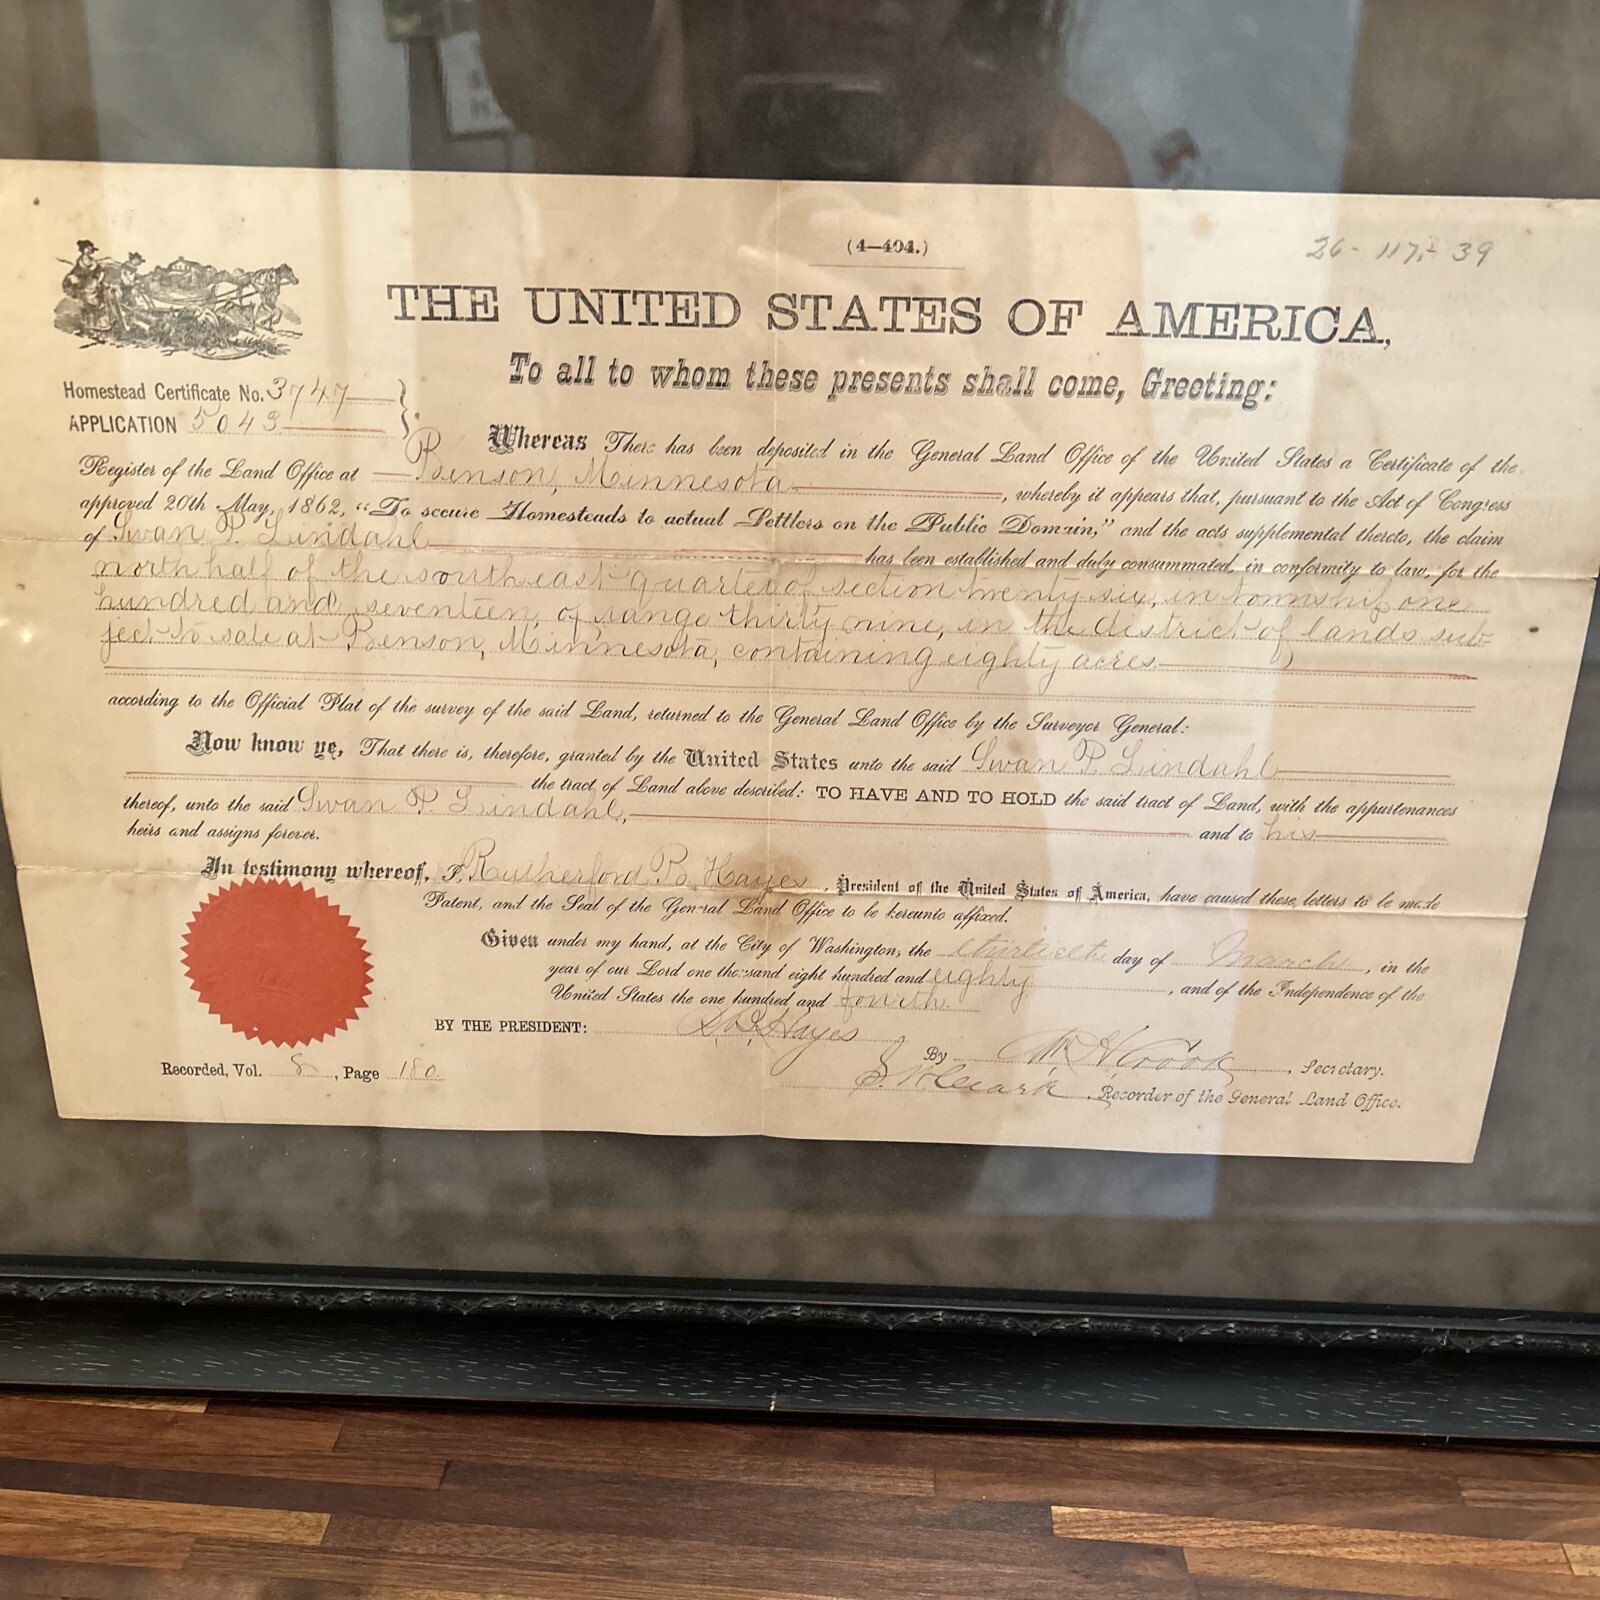 (4—404.)
26 - 117 - 39
THE UNITED STATES OF AMERICA,
To all to whom these presents shall come, Greeting:
Homestead Certificate No. 3747
APPLICATION 5043
Whereas There has been deposited in the General Land Office of the United States a Certificate of the
Register of the Land Office at Benson, Minnesota, whereby it appears that, pursuant to the Act of Congress
approved 20th May, 1862, "To secure Homesteads to actual Settlers on the Public Domain," and the acts supplemental thereto, the claim
of Swan P. Lindahl has been established and duly consummated, in conformity to law, for the
north half of the south east quarter of section twenty six, in township one
hundred and seventeen, of range thirty nine, in the district of lands sub-
ject to sale at Benson, Minnesota, containing eighty acres
according to the Official Plat of the survey of the said Land, returned to the General Land Office by the Surveyor General:
Now know ye, That there is, therefore, granted by the United States unto the said Swan P. Lindahl
the tract of Land above described: TO HAVE AND TO HOLD the said tract of Land, with the appurtenances
thereof, unto the said Swan P. Lindahl, and to his
heirs and assigns forever.
In testimony whereof, I, Rutherford B. Hayes, President of the United States of America, have caused these letters to be made
Patent, and the Seal of the General Land Office to be hereunto affixed.
Given under my hand, at the City of Washington, the thirtieth day of March, in the
year of our Lord one thousand eight hundred and eighty, and of the Independence of the
United States the one hundred and fourth.
BY THE PRESIDENT: R. B. Hayes
By Wm. H. Crook, Secretary.
Recorded, Vol. 8, Page 180.
S. W. Clark, Recorder of the General Land Office.